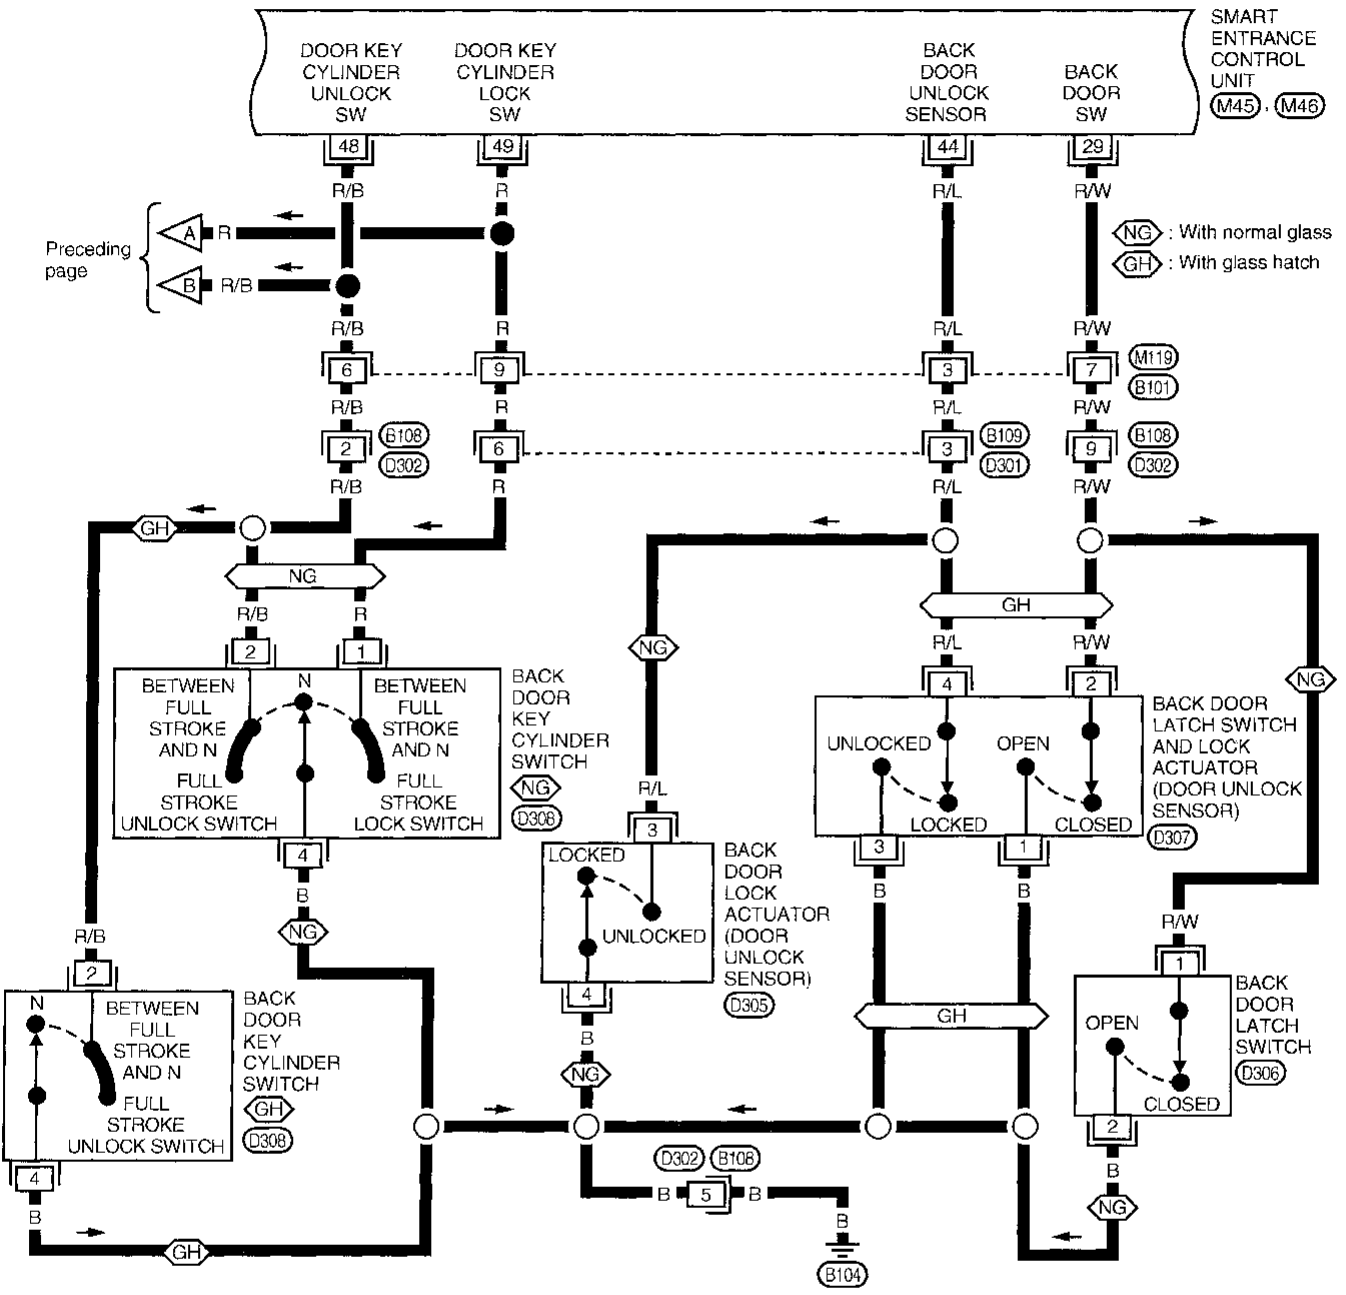 SMART
ENTRANCE
CONTROL
UNIT
M45 , M46
DOOR KEY
CYLINDER
UNLOCK
SW
DOOR KEY
CYLINDER
LOCK
SW
BACK
DOOR
UNLOCK
SENSOR
BACK
DOOR
SW
48
49
44
29
R/B
R
R/L
R/W
Preceding
page
A
R
B
R/B
NG : With normal glass
GH : With glass hatch
R/B
R
R/L
R/W
6
9
3
7
M119
B101
R/B
R
R/L
R/W
2
B108
D302
6
3
B109
D301
9
B108
D302
R/B
R
R/L
R/W
GH
NG
GH
R/B
R
R/L
R/W
NG
NG
2
1
4
2
BETWEEN
FULL
STROKE
AND N
FULL
STROKE
UNLOCK SWITCH
N
BETWEEN
FULL
STROKE
AND N
FULL
STROKE
LOCK SWITCH
BACK
DOOR
KEY
CYLINDER
SWITCH
NG
D308
4
B
NG
UNLOCKED
LOCKED
OPEN
CLOSED
BACK DOOR
LATCH SWITCH
AND LOCK
ACTUATOR
(DOOR UNLOCK
SENSOR)
D307
3
1
B
B
GH
R/L
3
LOCKED
UNLOCKED
BACK
DOOR
LOCK
ACTUATOR
(DOOR
UNLOCK
SENSOR)
D305
4
B
NG
R/W
1
OPEN
CLOSED
BACK
DOOR
LATCH
SWITCH
D306
2
B
NG
R/B
2
N
BETWEEN
FULL
STROKE
AND N
FULL
STROKE
UNLOCK SWITCH
BACK
DOOR
KEY
CYLINDER
SWITCH
GH
D308
4
B
GH
D302
B108
B
5
B
B
B104